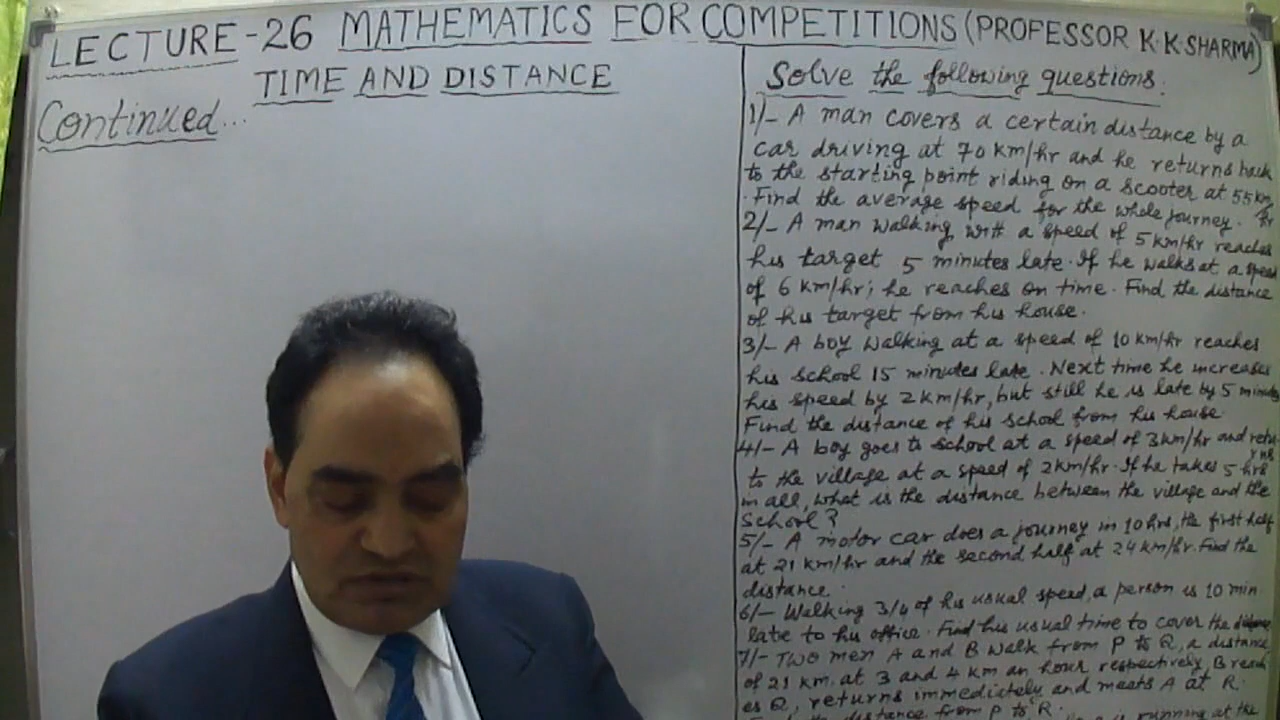 LECTURE-26 MATHEMATICS FOR COMPETITIONS (PROFESSOR K.K.SHARMA)
TIME AND DISTANCE
Continued...
Solve the following questions.
1/- A man covers a certain distance by a
car driving at 70 km/hr and he returns back
to the starting point riding on a scooter at 55 km/hr
. Find the average speed for the whole journey.
2/- A man walking with a speed of 5 km/hr reaches
his target 5 minutes late. If he walks at a speed
of 6 km/hr; he reaches on time. Find the distance
of his target from his house.
3/- A boy walking at a speed of 10 km/hr reaches
his school 15 minutes late. Next time he increases
his speed by 2 km/hr, but still he is late by 5 minutes
Find the distance of his school from his house.
4/- A boy goes to school at a speed of 3 km/hr and returns
to the village at a speed of 2 km/hr. If he takes 5 hrs
in all, what is the distance between the village and the
school?
5/- A motor car does a journey in 10 hrs, the first half
at 21 km/hr and the second half at 24 km/hr. Find the
distance.
6/- Walking 3/4 of his usual speed, a person is 10 min
late to his office. Find his usual time to cover the distance
7/- Two men A and B walk from P to Q, a distance
of 21 km, at 3 and 4 km an hour respectively. B reach
es Q, returns immediately and meets A at R.
distance from P to R.
is running at the